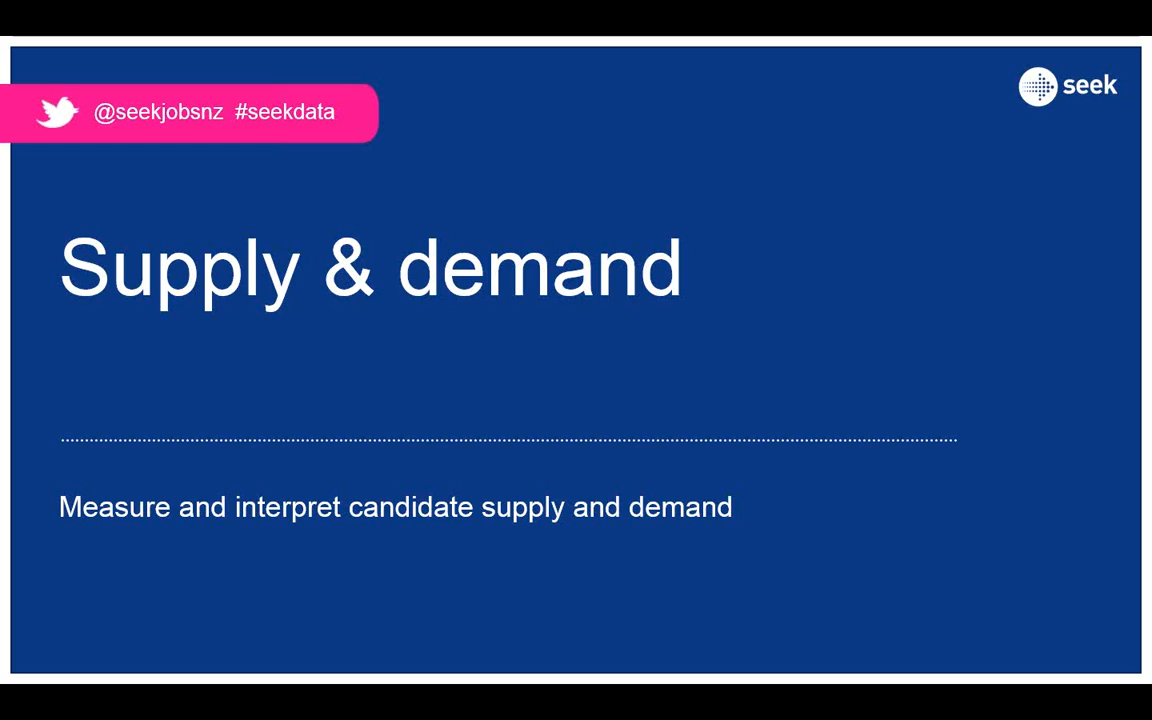 @seekjobsnz #seekdata
seek
Supply & demand
Measure and interpret candidate supply and demand